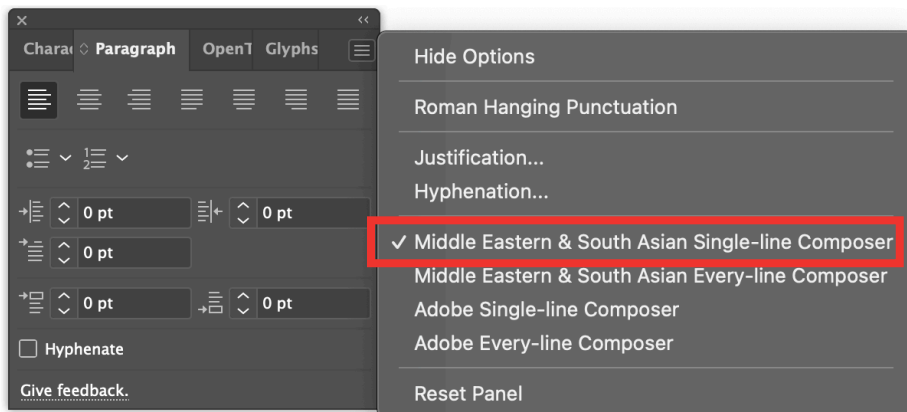 Charac Paragraph OpenT Glyphs
0 pt 0 pt
0 pt
0 pt 0 pt
Hyphenate
Give feedback.
Hide Options
Roman Hanging Punctuation
Justification...
Hyphenation...
✓ Middle Eastern & South Asian Single-line Composer
Middle Eastern & South Asian Every-line Composer
Adobe Single-line Composer
Adobe Every-line Composer
Reset Panel